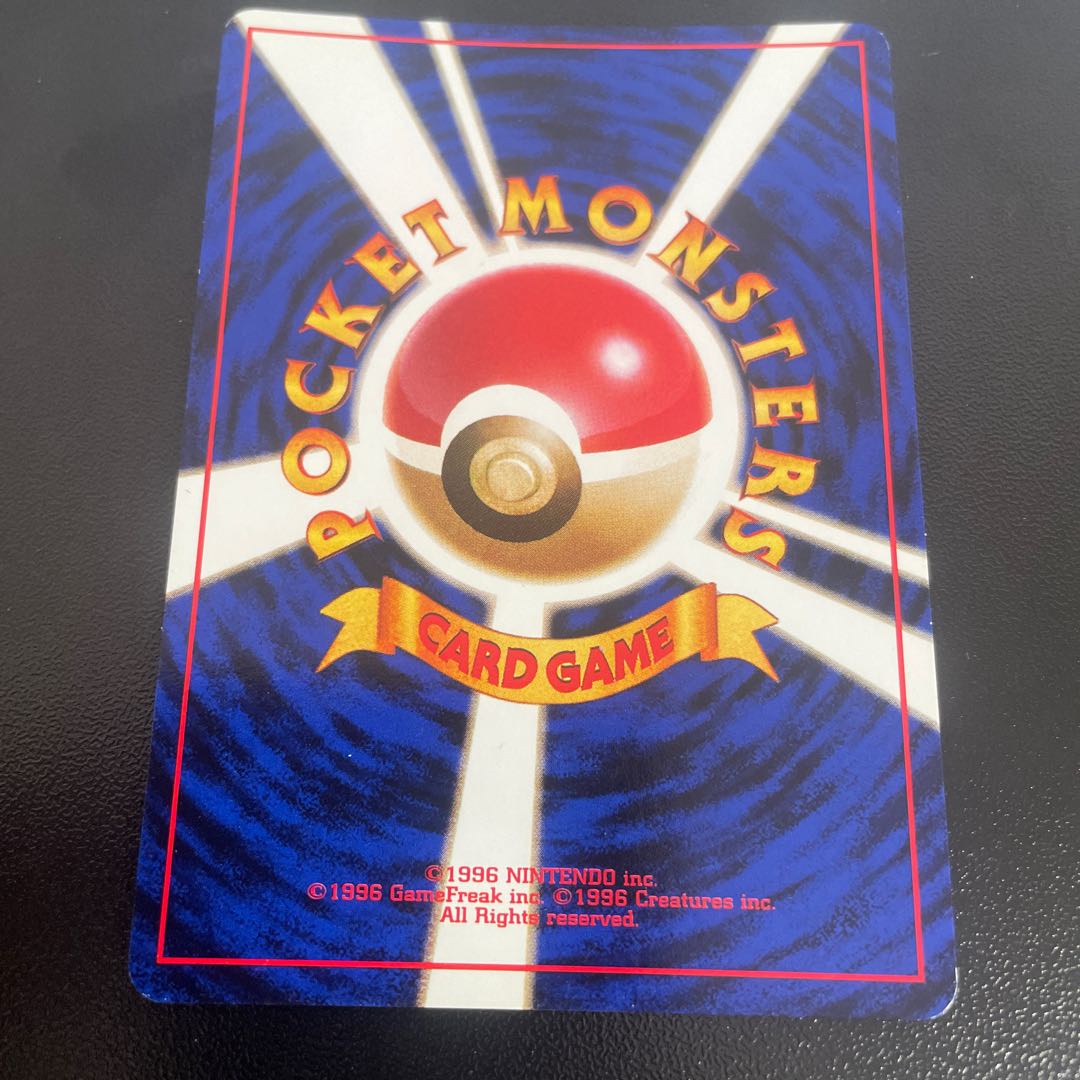 POCKET MONSTERS
CARD GAME
©1996 NINTENDO inc.
©1996 GameFreak inc. ©1996 Creatures inc.
All Rights reserved.